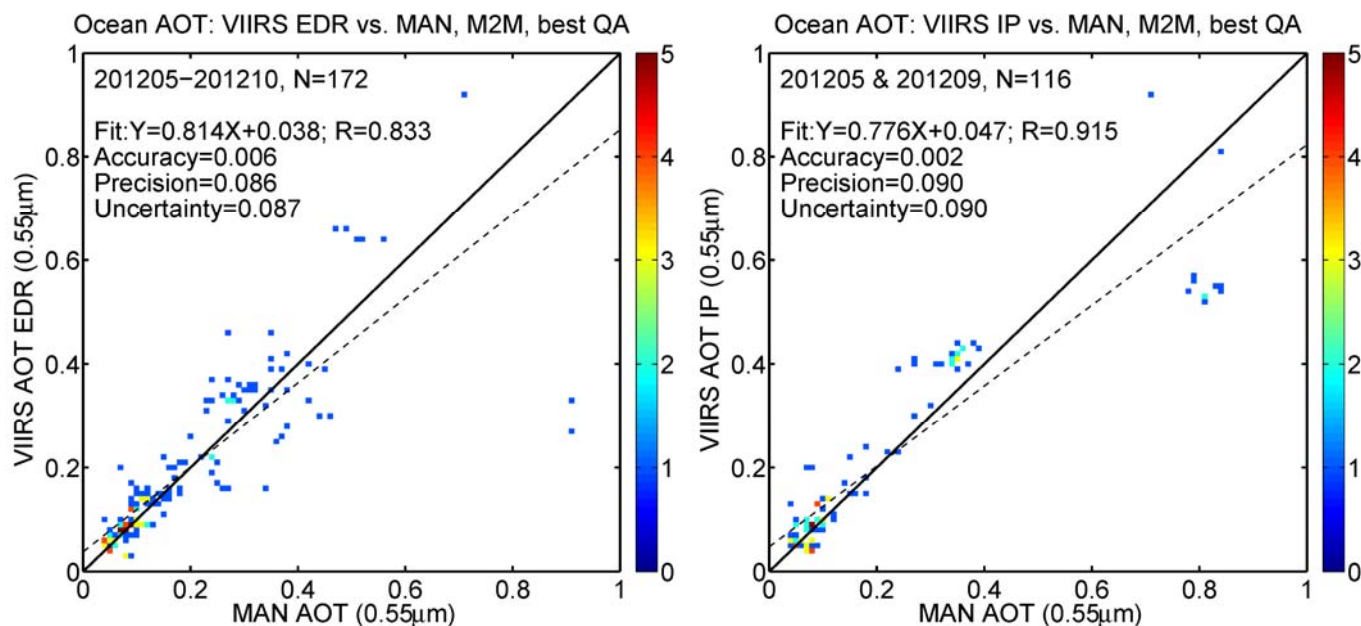 Ocean AOT: VIIRS EDR vs. MAN, M2M, best QA
201205−201210, N=172
Fit:Y=0.814X+0.038; R=0.833
Accuracy=0.006
Precision=0.086
Uncertainty=0.087
VIIRS AOT EDR (0.55μm)
1
0.8
0.6
0.4
0.2
0
0 0.2 0.4 0.6 0.8 1
MAN AOT (0.55μm)
5
4
3
2
1
0
Ocean AOT: VIIRS IP vs. MAN, M2M, best QA
201205 & 201209, N=116
Fit:Y=0.776X+0.047; R=0.915
Accuracy=0.002
Precision=0.090
Uncertainty=0.090
VIIRS AOT IP (0.55μm)
1
0.8
0.6
0.4
0.2
0
0 0.2 0.4 0.6 0.8 1
MAN AOT (0.55μm)
5
4
3
2
1
0